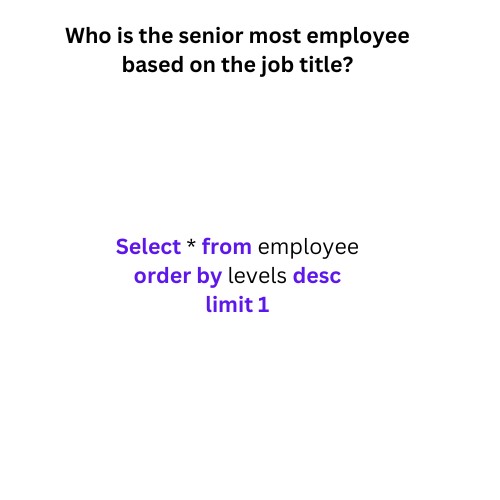 Who is the senior most employee
based on the job title?
Select * from employee
order by levels desc
limit 1